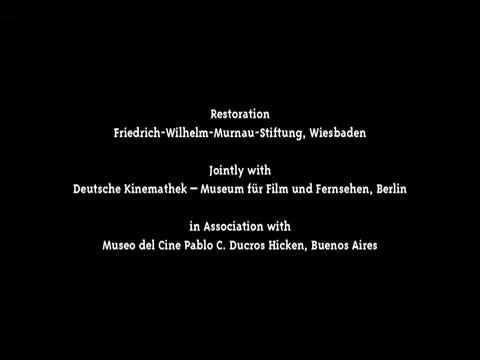 Restoration
Friedrich-Wilhelm-Murnau-Stiftung, Wiesbaden
Jointly with
Deutsche Kinemathek – Museum für Film und Fernsehen, Berlin
in Association with
Museo del Cine Pablo C. Ducros Hicken, Buenos Aires